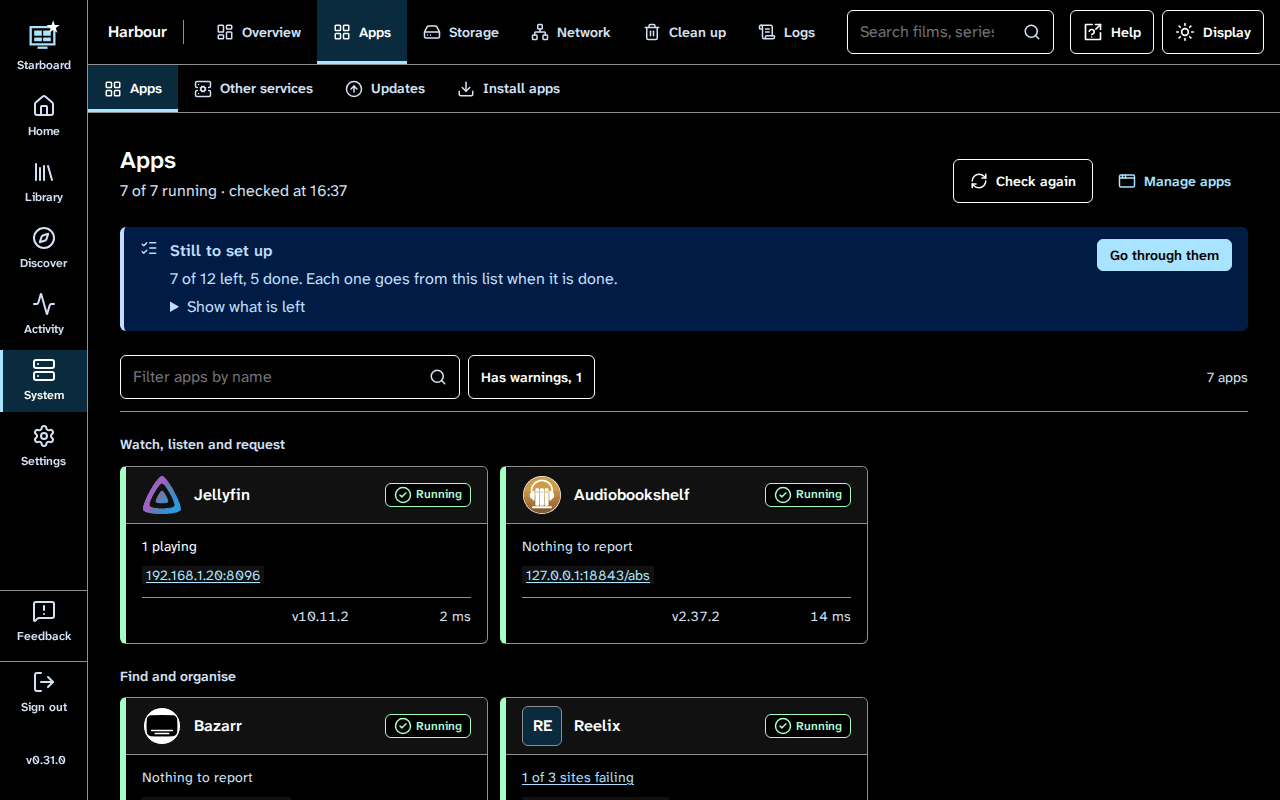 Starboard
Home
Library
Discover
Activity
System
Settings
Feedback
Sign out
v0.31.0
Harbour
Overview
Apps
Storage
Network
Clean up
Logs
Search films, series
Help
Display
Apps
Other services
Updates
Install apps
Apps
7 of 7 running · checked at 16:37
Check again
Manage apps
Still to set up
7 of 12 left, 5 done. Each one goes from this list when it is done.
Show what is left
Go through them
Filter apps by name
Has warnings, 1
7 apps
Watch, listen and request
Jellyfin
Running
1 playing
192.168.1.20:8096
v10.11.2
2 ms
Audiobookshelf
Running
Nothing to report
127.0.0.1:18843/abs
v2.37.2
14 ms
Find and organise
Bazarr
Running
Nothing to report
RE
Reelix
Running
1 of 3 sites failing